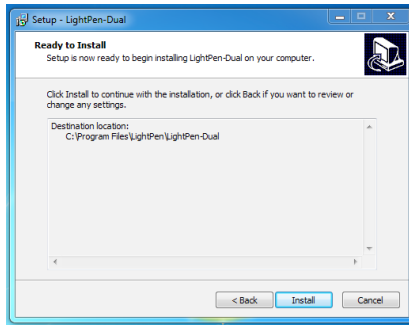 Setup - LightPen-Dual
Ready to Install
Setup is now ready to begin installing LightPen-Dual on your computer.
Click Install to continue with the installation, or click Back if you want to review or
change any settings.
Destination location:
C:\Program Files\LightPen\LightPen-Dual
< Back
Install
Cancel